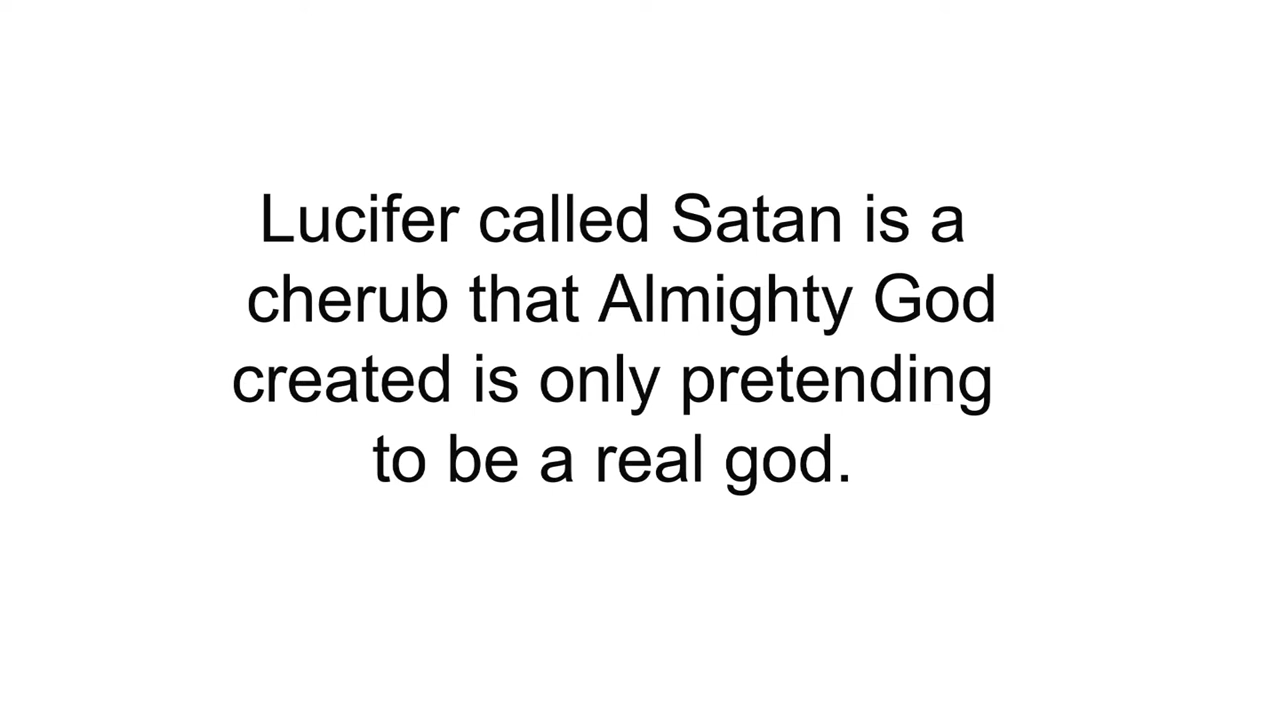 Lucifer called Satan is a
cherub that Almighty God
created is only pretending
to be a real god.